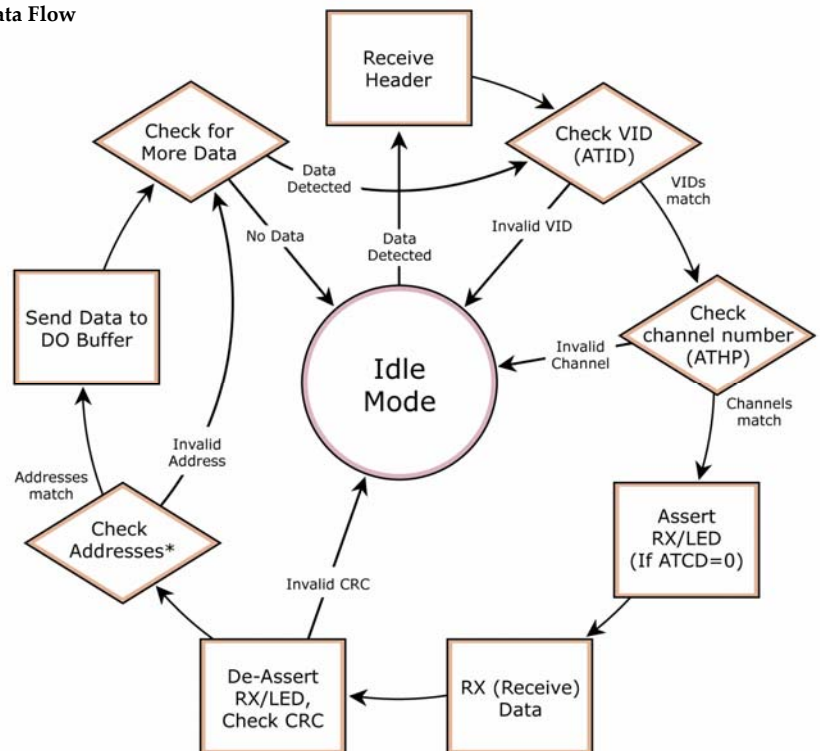 ata Flow
Receive
Header
Check for
More Data
Check VID
(ATID)
Data
Detected
VIDs
match
No Data
Data
Detected
Invalid VID
Send Data to
DO Buffer
Check
channel number
(ATHP)
Idle
Mode
Invalid
Channel
Channels
match
Invalid
Address
Addresses
match
Check
Addresses*
Assert
RX/LED
(If ATCD=0)
Invalid CRC
De-Assert
RX/LED,
Check CRC
RX (Receive)
Data